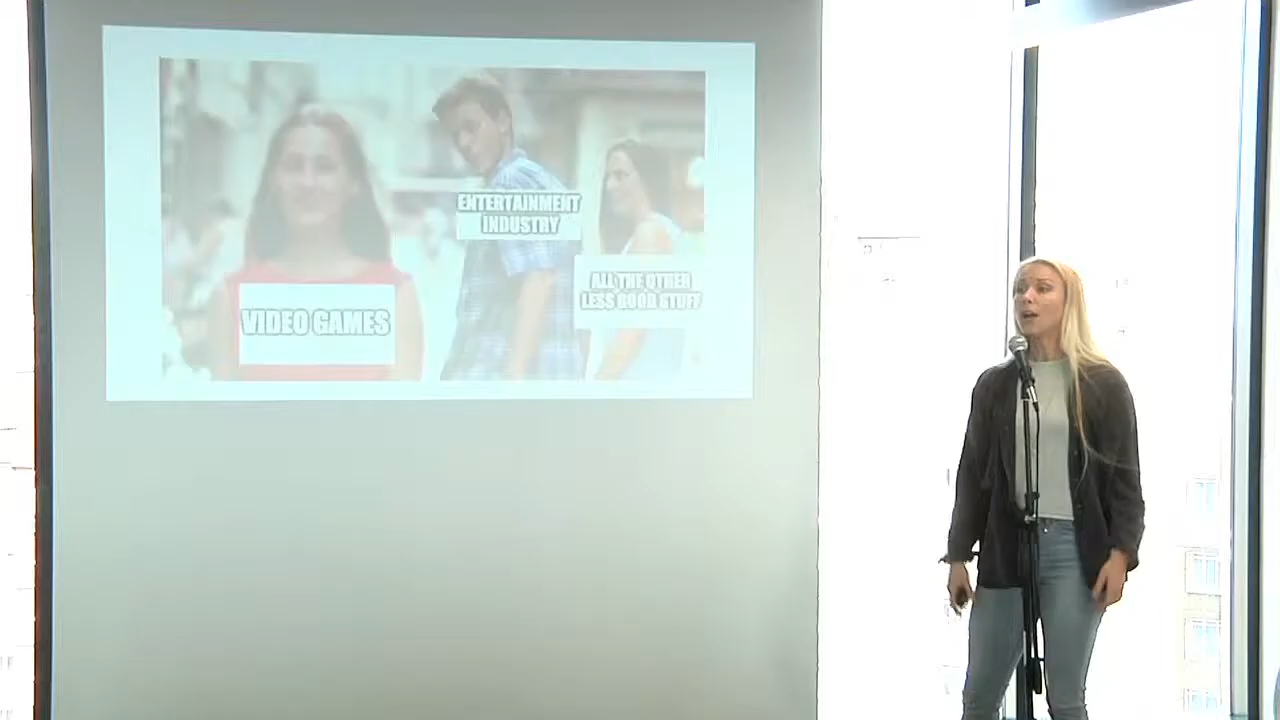 ENTERTAINMENT
INDUSTRY
ALL THE OTHER
LESS GOOD STUFF
VIDEO GAMES